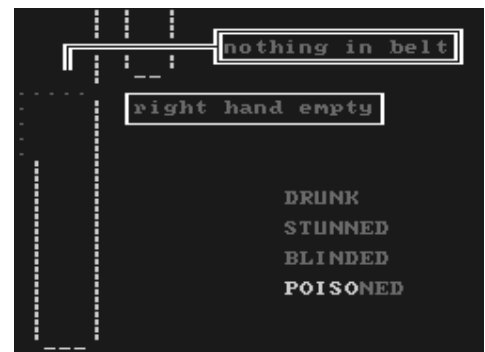 nothing in belt
right hand empty
DRUNK
STUNNED
BLINDED
POISONED